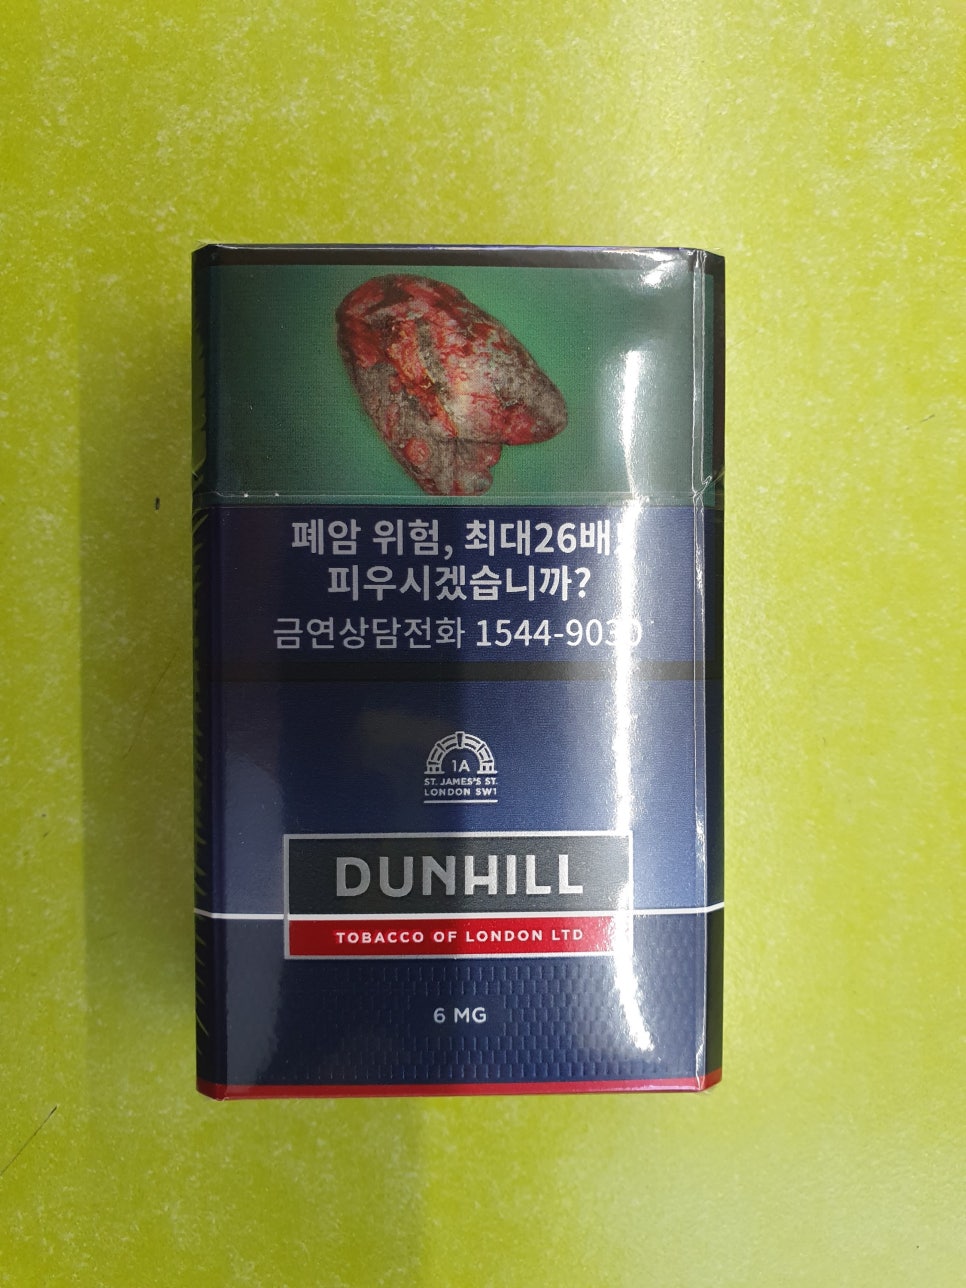 폐암 위험, 최대26배!
피우시겠습니까?
금연상담전화 1544-9030
1A
ST. JAMES'S ST.
LONDON SW1
DUNHILL
TOBACCO OF LONDON LTD
6 MG